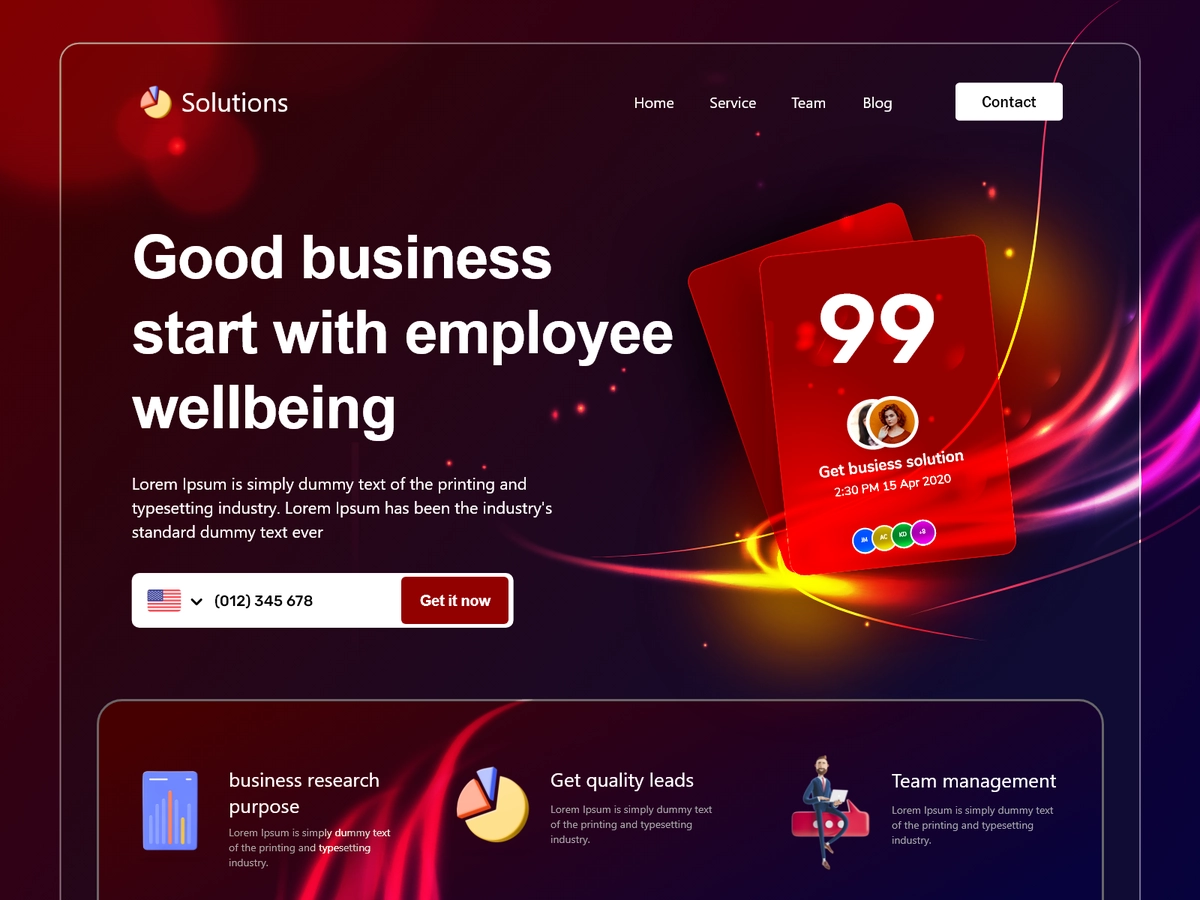 Solutions
Home
Service
Team
Blog
Contact
Good business
start with employee
wellbeing
Lorem Ipsum is simply dummy text of the printing and
typesetting industry. Lorem Ipsum has been the industry's
standard dummy text ever
(012) 345 678
Get it now
99
Get busiess solution
2:30 PM 15 Apr 2020
JM
AC
KD
+8
business research
purpose
Lorem Ipsum is simply dummy text
of the printing and typesetting
industry.
Get quality leads
Lorem Ipsum is simply dummy text
of the printing and typesetting
industry.
Team management
Lorem Ipsum is simply dummy text
of the printing and typesetting
industry.